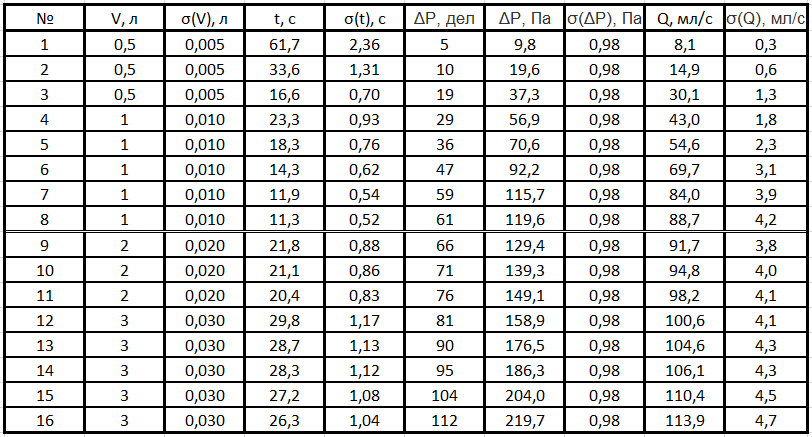 № V, л σ(V), л t, с σ(t), с ΔP, дел ΔP, Па σ(ΔP), Па Q, мл/с σ(Q), мл/с
1 0,5 0,005 61,7 2,36 5 9,8 0,98 8,1 0,3
2 0,5 0,005 33,6 1,31 10 19,6 0,98 14,9 0,6
3 0,5 0,005 16,6 0,70 19 37,3 0,98 30,1 1,3
4 1 0,010 23,3 0,93 29 56,9 0,98 43,0 1,8
5 1 0,010 18,3 0,76 36 70,6 0,98 54,6 2,3
6 1 0,010 14,3 0,62 47 92,2 0,98 69,7 3,1
7 1 0,010 11,9 0,54 59 115,7 0,98 84,0 3,9
8 1 0,010 11,3 0,52 61 119,6 0,98 88,7 4,2
9 2 0,020 21,8 0,88 66 129,4 0,98 91,7 3,8
10 2 0,020 21,1 0,86 71 139,3 0,98 94,8 4,0
11 2 0,020 20,4 0,83 76 149,1 0,98 98,2 4,1
12 3 0,030 29,8 1,17 81 158,9 0,98 100,6 4,1
13 3 0,030 28,7 1,13 90 176,5 0,98 104,6 4,3
14 3 0,030 28,3 1,12 95 186,3 0,98 106,1 4,3
15 3 0,030 27,2 1,08 104 204,0 0,98 110,4 4,5
16 3 0,030 26,3 1,04 112 219,7 0,98 113,9 4,7